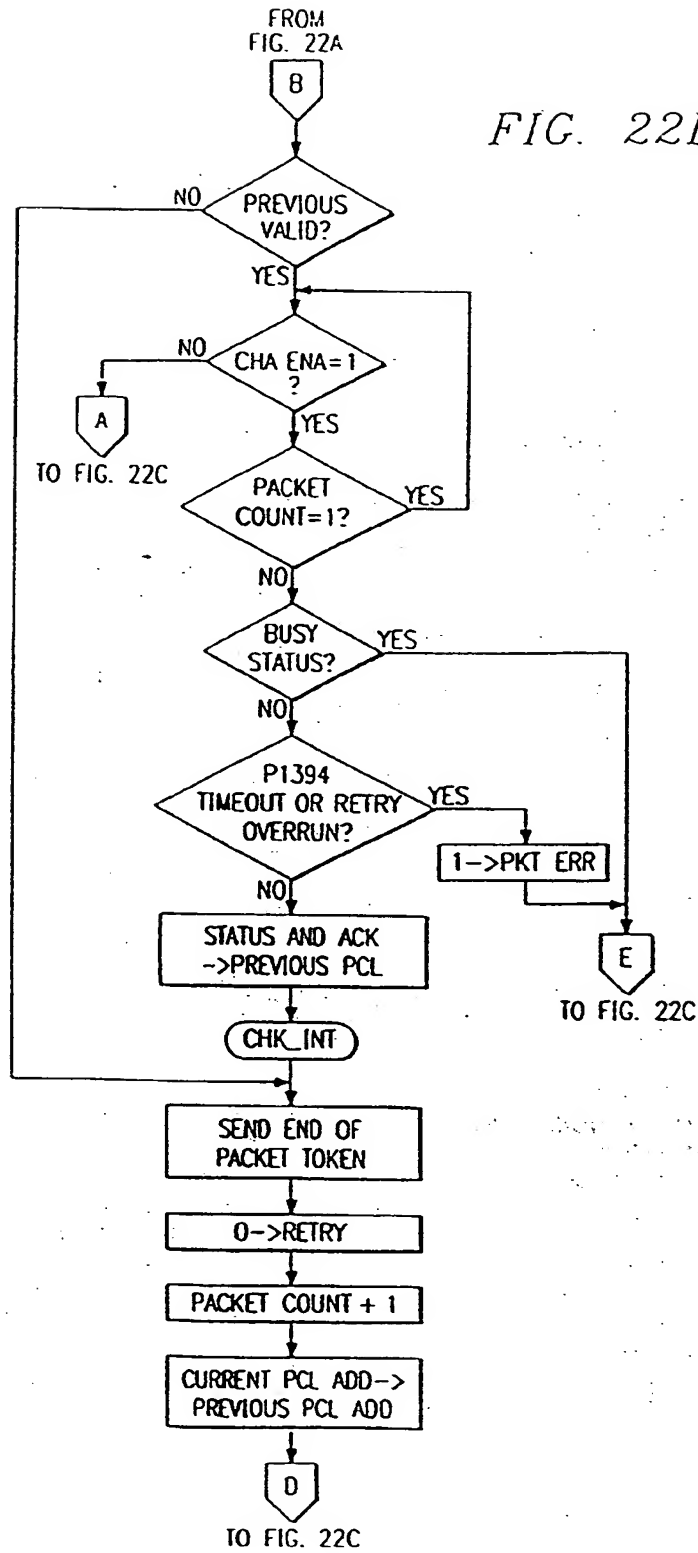 FROM
FIG. 22A
B
FIG. 22
NO
PREVIOUS
VALID?
YES
NO
CHA ENA=1
?
A
YES
TO FIG. 22C
PACKET
COUNT=1?
YES
NO
BUSY
STATUS?
YES
NO
P1394
TIMEOUT OR RETRY
OVERRUN?
YES
1->PKT ERR
NO
STATUS AND ACK
->PREVIOUS PCL
E
TO FIG. 22C
CHK_INT
SEND END OF
PACKET TOKEN
0->RETRY
PACKET COUNT + 1
CURRENT PCL ADD->
PREVIOUS PCL ADD
D
TO FIG. 22C